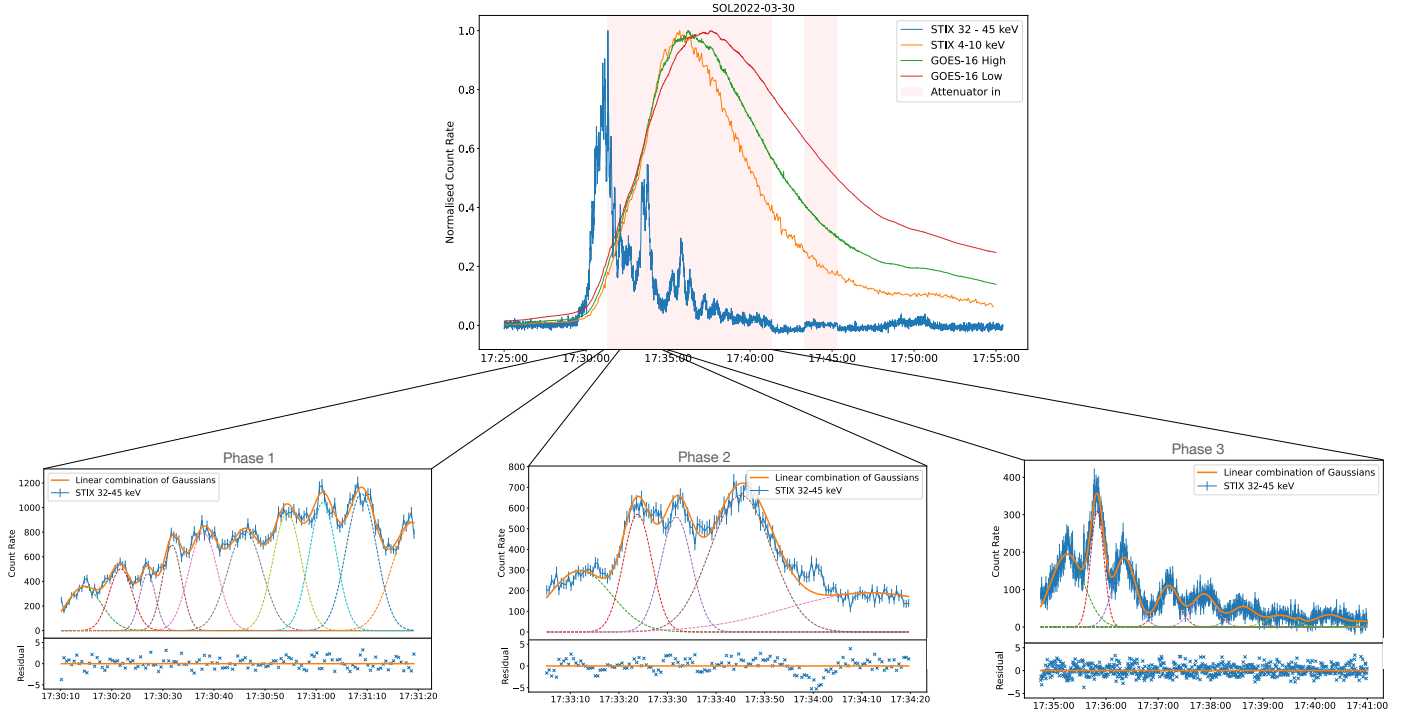 SOL2022-03-30
Normalised Count Rate
1.0
0.8
0.6
0.4
0.2
0.0
STIX 32 - 45 keV
STIX 4-10 keV
GOES-16 High
GOES-16 Low
Attenuator in
17:25:00 17:30:00 17:35:00 17:40:00 17:45:00 17:50:00 17:55:00
Phase 1
Count Rate
1200
1000
800
600
400
200
0
Linear combination of Gaussians
STIX 32-45 keV
Residual
5
0
−5
17:30:10 17:30:20 17:30:30 17:30:40 17:30:50 17:31:00 17:31:10 17:31:20
Phase 2
Count Rate
800
700
600
500
400
300
200
100
0
Linear combination of Gaussians
STIX 32-45 keV
Residual
5
0
−5
17:33:10 17:33:20 17:33:30 17:33:40 17:33:50 17:34:00 17:34:10 17:34:20
Phase 3
Count Rate
400
300
200
100
0
Linear combination of Gaussians
STIX 32-45 keV
Residual
5
0
−5
17:35:00 17:36:00 17:37:00 17:38:00 17:39:00 17:40:00 17:41:00